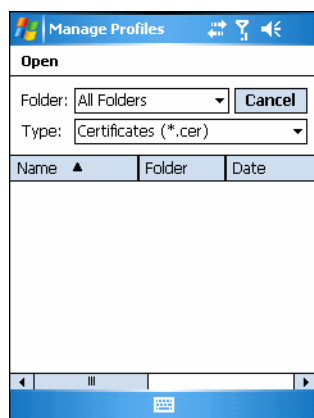 Manage Profiles
Open
Folder: All Folders Cancel
Type: Certificates (*.cer)
Name Folder Date